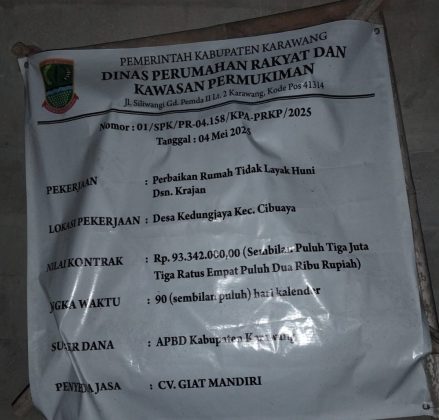 PEMERINTAH KABUPATEN KARAWANG
DINAS PERUMAHAN RAKYAT DAN
KAWASAN PERMUKIMAN
Jl. Siliwangi Gd. Pemda II Lt. 2 Karawang, Kode Pos 41314
Nomor : 01/SPK/PR-04.158/KPA-PRKP/2025
Tanggal : 04 Mei 2025
PEKERJAAN : Perbaikan Rumah Tidak Layak Huni
Dsn. Krajan
LOKASI PEKERJAAN : Desa Kedungjaya Kec. Cibuaya
NILAI KONTRAK : Rp. 93.342.000,00 (Sembilan Puluh Tiga Juta
Tiga Ratus Empat Puluh Dua Ribu Rupiah)
NGKA WAKTU : 90 (sembilan puluh) hari kalender
SUMBER DANA : APBD Kabupaten Karawang
PENYEDIA JASA : CV. GIAT MANDIRI